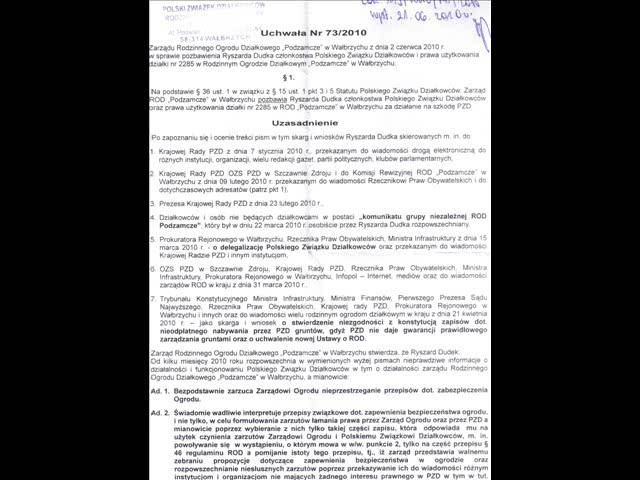 POLSKI ZWIĄZEK DZIAŁKOWCÓW
58-314 WAŁBRZYCH
21.06.2010r.
Uchwała Nr 73/2010
Zarządu Rodzinnego Ogrodu Działkowego „Podzamcze" w Wałbrzychu z dnia 2 czerwca 2010 r.
w sprawie pozbawienia Ryszarda Dudka członkostwa Polskiego Związku Działkowców i prawa użytkowania
działki nr 2285 w Rodzinnym Ogrodzie Działkowym „Podzamcze" w Wałbrzychu.
§ 1.
Na podstawie § 36 ust. 1 w związku z § 15 ust. 1 pkt 3 i 5 Statutu Polskiego Związku Działkowców. Zarząd
ROD „Podzamcze" w Wałbrzychu pozbawia Ryszarda Dudka członkostwa Polskiego Związku Działkowców
oraz prawa użytkowania działki nr 2285 w ROD „Podzamcze" w Wałbrzychu za działanie na szkodę PZD.
Uzasadnienie
Po zapoznaniu się i ocenie treści pism w tym skarg i wniosków Ryszarda Dudka skierowanych m. in. do:
1. Krajowej Rady PZD z dnia 7 stycznia 2010 r., przekazanym do wiadomości drogą elektroniczną do
różnych instytucji, organizacji, wielu redakcji gazet, partii politycznych, klubów parlamentarnych,
2. Krajowej Rady PZD OZS PZD w Szczawnie Zdroju i do Komisji Rewizyjnej ROD „Podzamcze" w
Wałbrzychu z dnia 09 lutego 2010 r. przekazanym do wiadomości Rzecznikowi Praw Obywatelskich i do
dotychczasowych adresatów (patrz pkt 1),
3. Prezesa Krajowej Rady PZD z dnia 23 lutego 2010 r.,
4. Działkowców i osób nie będących działkowcami w postaci „komunikatu grupy niezależnej ROD
Podzamcze", który był w dniu 22 marca 2010 r. osobiście przez Ryszarda Dudka rozpowszechniany.
5. Prokuratora Rejonowego w Wałbrzychu, Rzecznika Praw Obywatelskich, Ministra Infrastruktury z dnia 15
marca 2010 r. - o delegalizację Polskiego Związku Działkowców oraz przekazanym do wiadomości
Krajowej Radzie PZD i innym instytucjom,
6. OZS PZD w Szczawnie Zdroju, Krajowej Rady PZD, Rzecznika Praw Obywatelskich, Ministra
Infrastruktury, Prokuratora Rejonowego w Wałbrzychu, Infopol – Internet, mediów oraz do wiadomości
zarządów ROD w kraju z dnia 31 marca 2010 r.,
7. Trybunału Konstytucyjnego Ministra Infrastruktury, Ministra Finansów, Pierwszego Prezesa Sądu
Najwyższego, Rzecznika Praw Obywatelskich, Krajowej rady PZD, Prokuratora Rejonowego w
Wałbrzychu i innych oraz do wiadomości wielu rodzinnym ogrodom działkowym w kraju z dnia 21 kwietnia
2010 r. – jako skarga i wniosek o stwierdzenie niezgodności z konstytucją zapisów dot.
nieodpłatnego nabywania przez PZD gruntów, gdyż PZD nie daje gwarancji prawidłowego
zarządzania gruntami oraz o uchwalenie nowej Ustawy o ROD.
Zarząd Rodzinnego Ogrodu Działkowego „Podzamcze" w Wałbrzychu stwierdza, że Ryszard Dudek:
Od kilku miesięcy 2010 roku rozpowszechnia w wymienionych wyżej pismach nieprawdziwe informacje o
działalności i funkcjonowaniu Polskiego Związku Działkowców w tym o działalności zarządu Rodzinnego
Ogrodu Działkowego „Podzamcze" w Wałbrzychu, a mianowicie:
Ad. 1. Bezpodstawnie zarzuca Zarządowi Ogrodu nieprzestrzeganie przepisów dot. zabezpieczenia
Ogrodu.
Ad. 2. Świadomie wadliwie interpretuje przepisy związkowe dot. zapewnienia bezpieczeństwa ogrodu,
i nie tylko, w celu formułowania zarzutów łamania prawa przez Zarząd Ogrodu oraz przez PZD a
mianowicie poprzez wybieranie z nich tylko takiej części zapisu, która odpowiada mu na
użytek czynienia zarzutów Zarządowi Ogrodu i Polskiemu Związkowi Działkowców, m. in.
powoływanie się w wystąpieniu, o którym mowa w w/w. punkcie 2, tylko na część przepisu §
46 regulaminu ROD a pomijanie istoty tego przepisu, tj., iż zarząd przedstawia walnemu
zebraniu propozycje dotyczące zapewnienia bezpieczeństwa w ogrodzie oraz
rozpowszechnianie niesłusznych zarzutów poprzez przekazywanie ich do wiadomości różnym
instytucjom i organizacjom nie mających żadnego interesu prawnego w PZD w tym w tut.